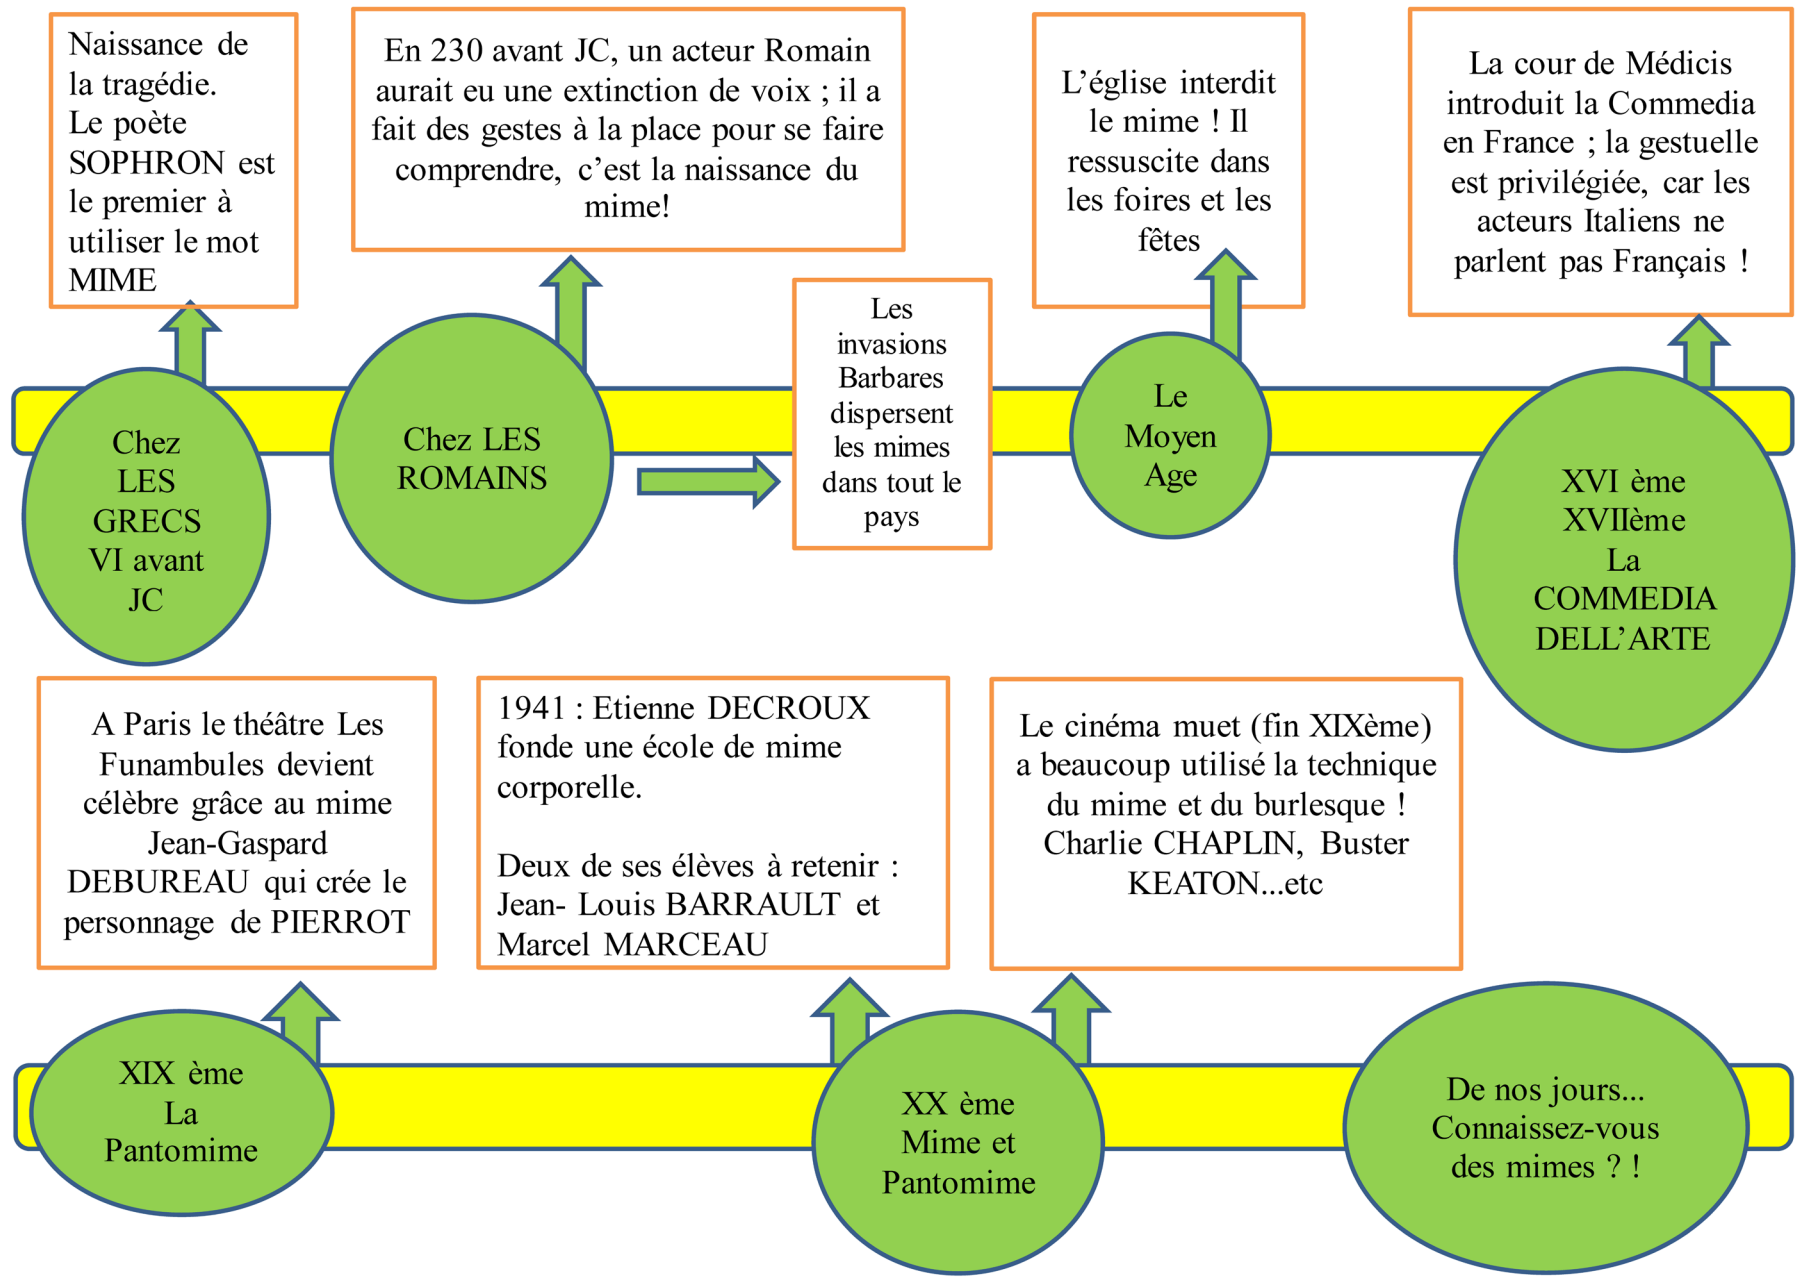 Naissance de
la tragédie.
Le poète
SOPHRON est
le premier à
utiliser le mot
MIME
En 230 avant JC, un acteur Romain
aurait eu une extinction de voix ; il a
fait des gestes à la place pour se faire
comprendre, c'est la naissance du
mime!
L'église interdit
le mime ! Il
ressuscite dans
les foires et les
fêtes
La cour de Médicis
introduit la Commedia
en France ; la gestuelle
est privilégiée, car les
acteurs Italiens ne
parlent pas Français !
Chez
LES
GRECS
VI avant
JC
Chez LES
ROMAINS
Les
invasions
Barbares
dispersent
les mimes
dans tout le
pays
Le
Moyen
Age
XVI ème
XVIIème
La
COMMEDIA
DELL'ARTE
A Paris le théâtre Les
Funambules devient
célèbre grâce au mime
Jean-Gaspard
DEBUREAU qui crée le
personnage de PIERROT
1941 : Etienne DECROUX
fonde une école de mime
corporelle.
Deux de ses élèves à retenir :
Jean- Louis BARRAULT et
Marcel MARCEAU
Le cinéma muet (fin XIXème)
a beaucoup utilisé la technique
du mime et du burlesque !
Charlie CHAPLIN, Buster
KEATON...etc
XIX ème
La
Pantomime
XX ème
Mime et
Pantomime
De nos jours...
Connaissez-vous
des mimes ? !